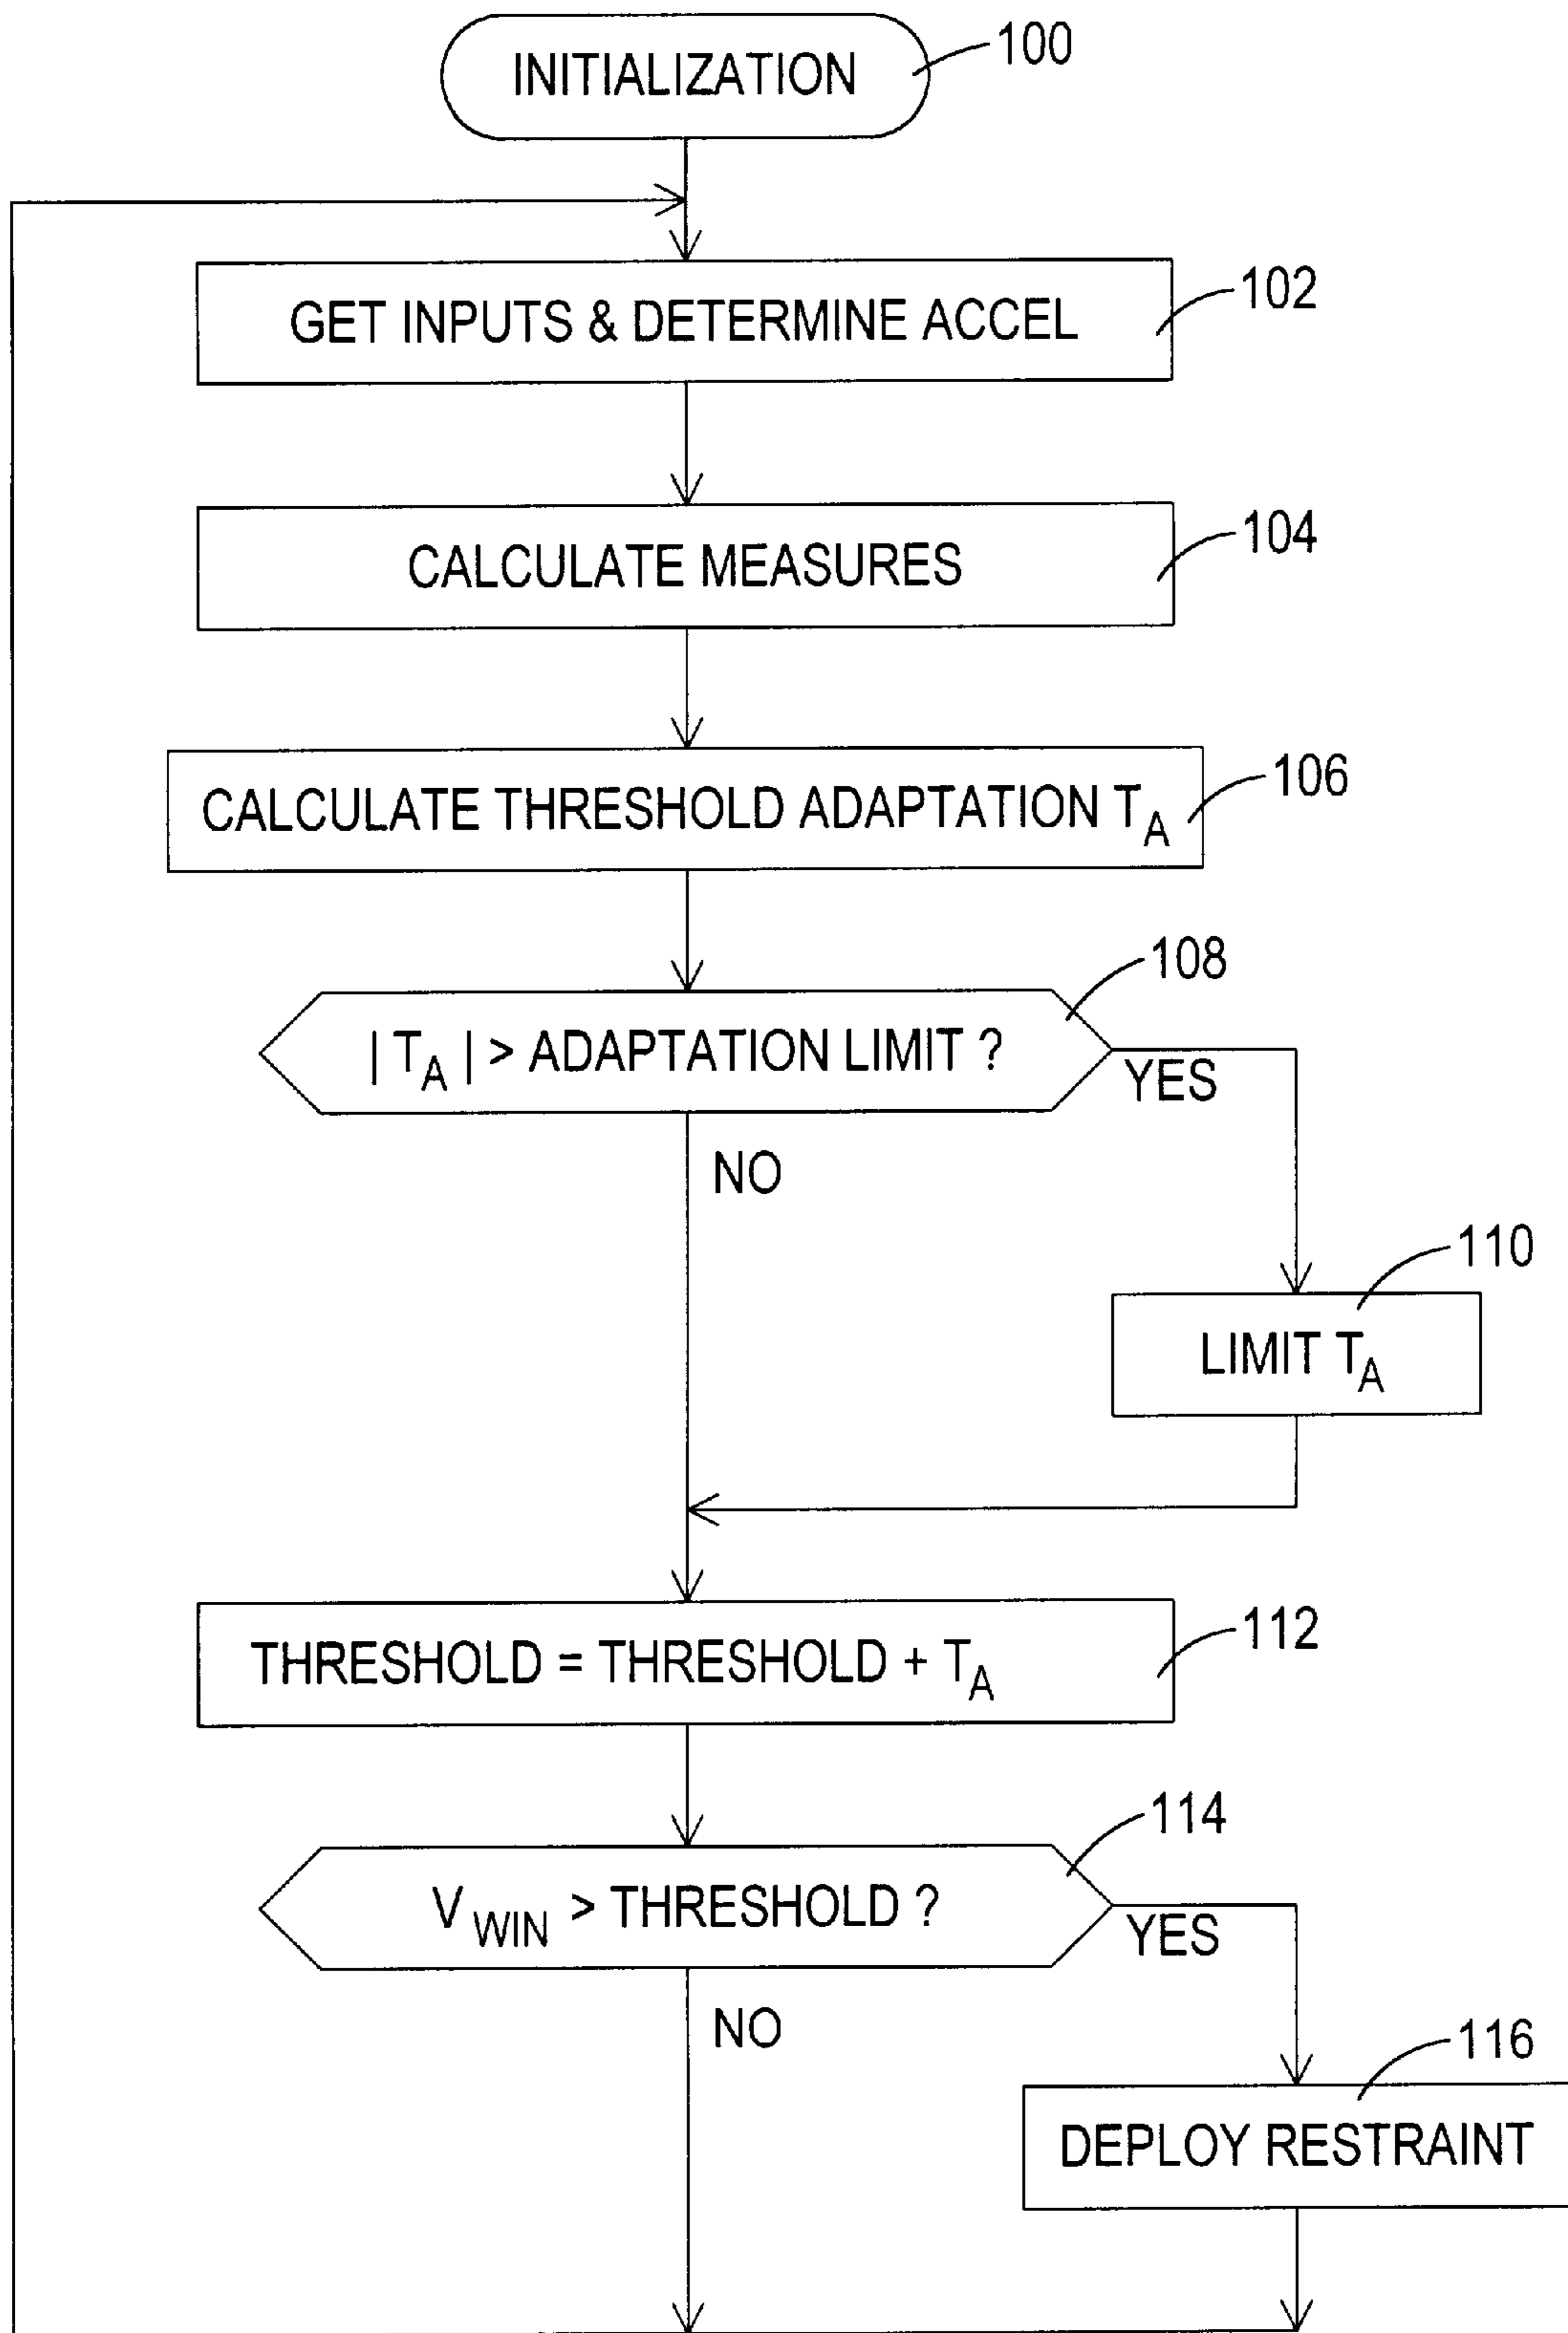 INITIALIZATION
100
GET INPUTS & DETERMINE ACCEL
102
CALCULATE MEASURES
104
CALCULATE THRESHOLD ADAPTATION TA
106
| TA | > ADAPTATION LIMIT ?
108
YES
NO
110
LIMIT TA
THRESHOLD = THRESHOLD + TA
112
VWIN > THRESHOLD ?
114
YES
NO
116
DEPLOY RESTRAINT